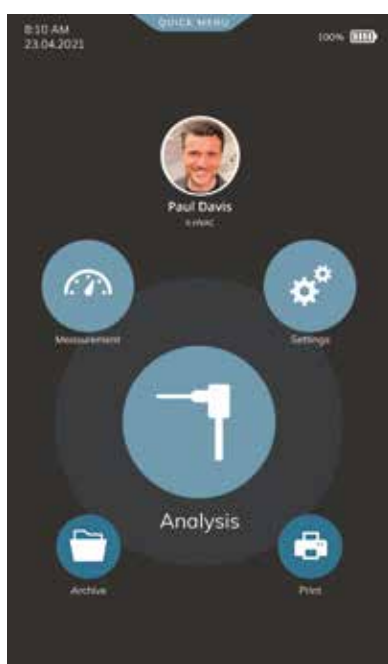 QUICK MENU
8:10 AM
23.04.2021
100%
Paul Davis
Measurement
Settings
Analysis
Archive
Print